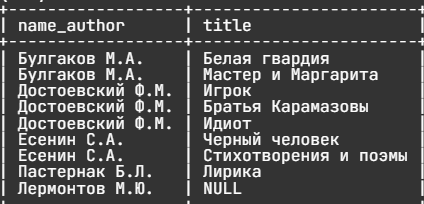 name_author | title
Булгаков М.А. | Белая гвардия
Булгаков М.А. | Мастер и Маргарита
Достоевский Ф.М. | Игрок
Достоевский Ф.М. | Братья Карамазовы
Достоевский Ф.М. | Идиот
Есенин С.А. | Черный человек
Есенин С.А. | Стихотворения и поэмы
Пастернак Б.Л. | Лирика
Лермонтов М.Ю. | NULL